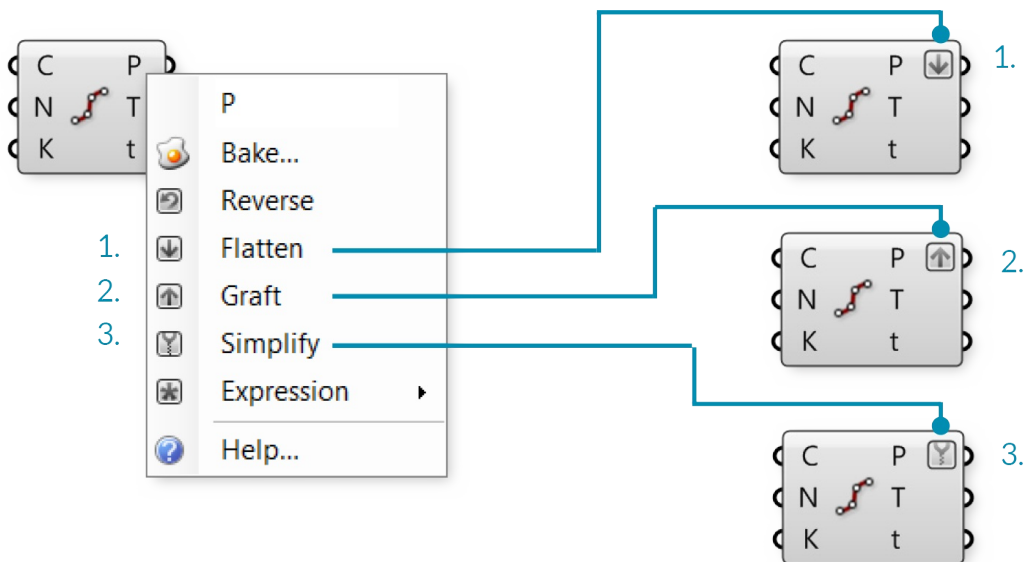 C P
N T
K t
P
Bake...
Reverse
1. Flatten
2. Graft
3. Simplify
Expression
Help...
C P 1.
N T
K t
C P 2.
N T
K t
C P 3.
N T
K t